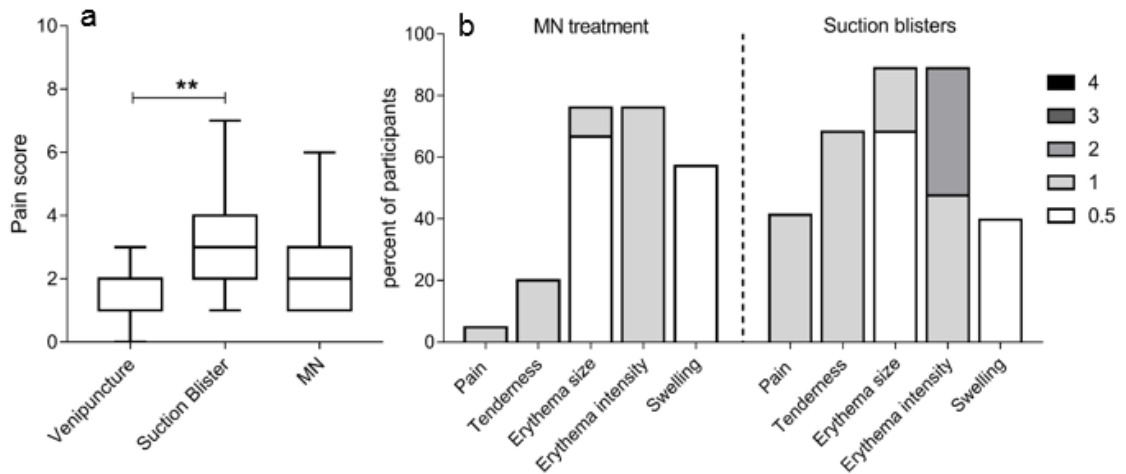 a
**
Pain score
10
8
6
4
2
0
Venipuncture
Suction Blister
MN
b
MN treatment
Suction blisters
percent of participants
100
80
60
40
20
0
Pain
Tenderness
Erythema size
Erythema intensity
Swelling
Pain
Tenderness
Erythema size
Erythema intensity
Swelling
4
3
2
1
0.5